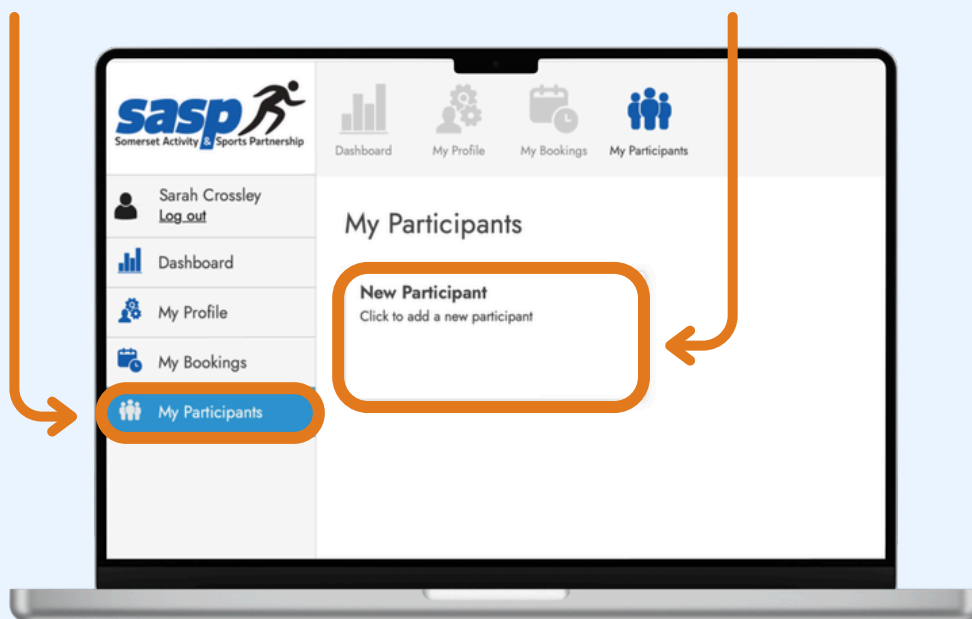 sasp
Somerset Activity & Sports Partnership
Dashboard
My Profile
My Bookings
My Participants
Sarah Crossley
Log out
Dashboard
My Profile
My Bookings
My Participants
My Participants
New Participant
Click to add a new participant